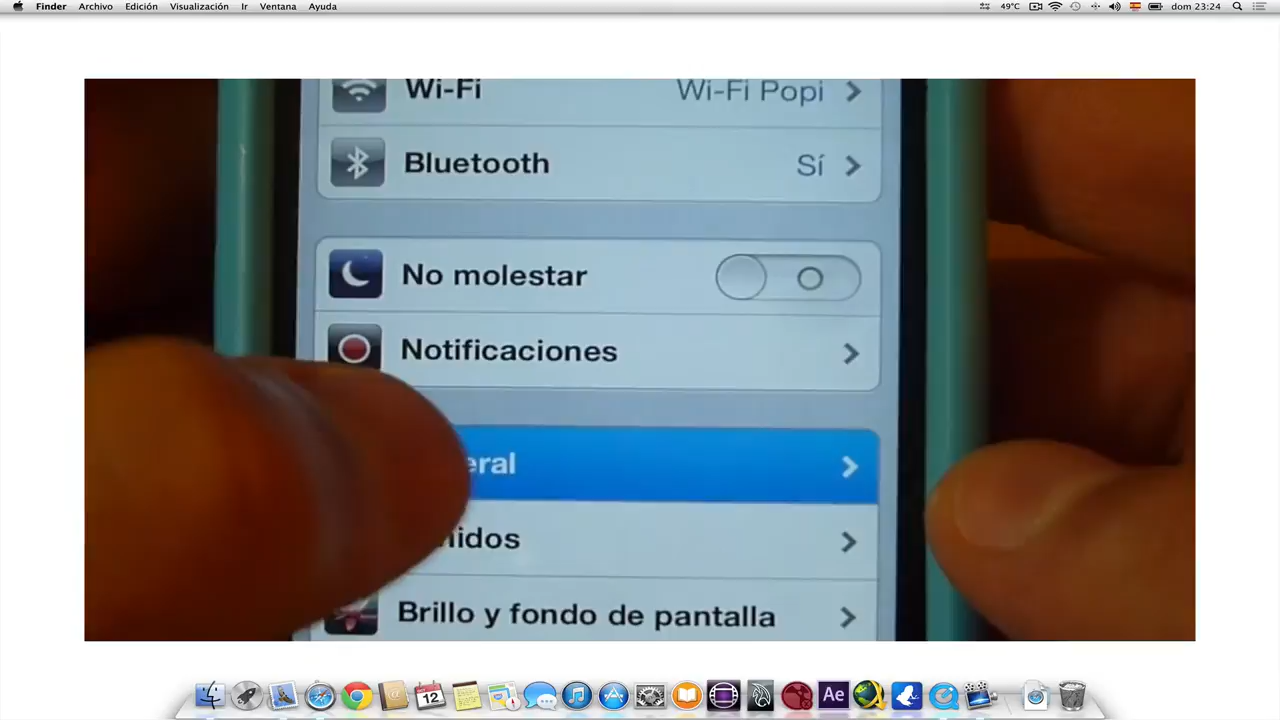 Finder Archivo Edición Visualización Ir Ventana Ayuda 49°C dom 23:24
Wi-Fi Wi-Fi Popi
Bluetooth Sí
No molestar
Notificaciones
eral
nidos
Brillo y fondo de pantalla
12
Ae